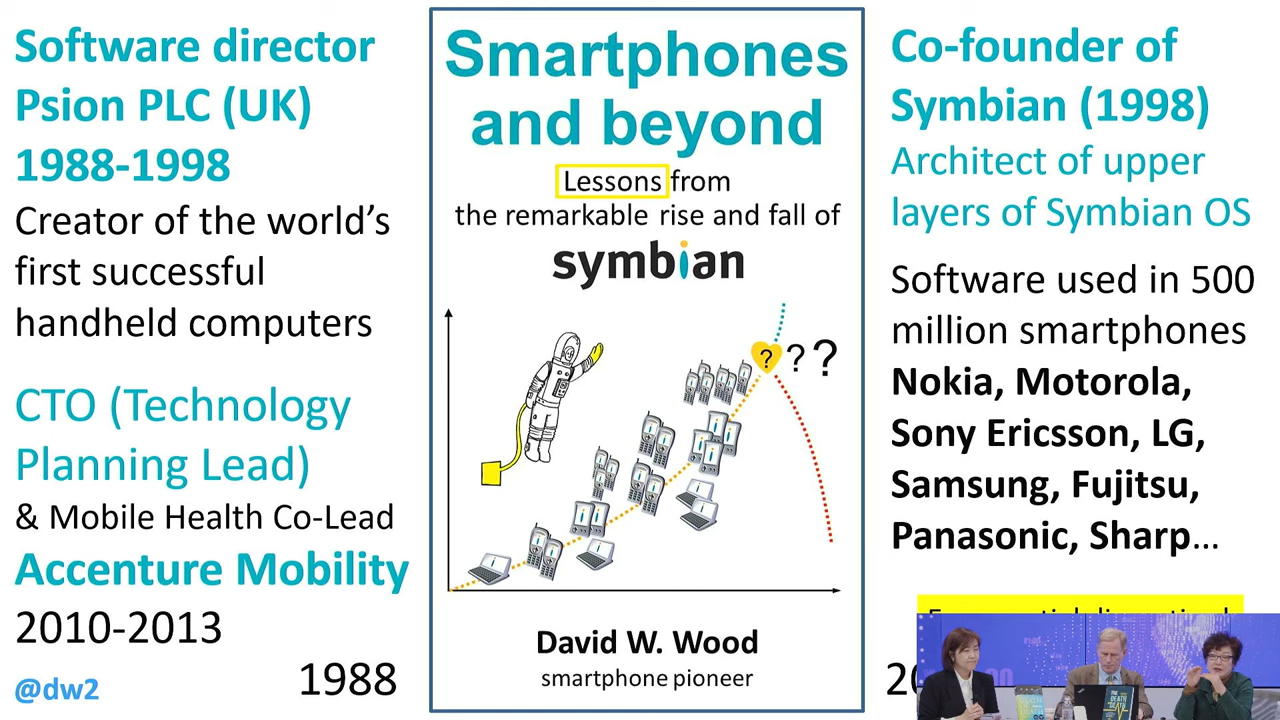 Software director
Psion PLC (UK)
1988-1998
Creator of the world's
first successful
handheld computers
CTO (Technology
Planning Lead)
& Mobile Health Co-Lead
Accenture Mobility
2010-2013
@dw2
1988
Smartphones
and beyond
Lessons from
the remarkable rise and fall of
symbian
? ? ?
David W. Wood
smartphone pioneer
Co-founder of
Symbian (1998)
Architect of upper
layers of Symbian OS
Software used in 500
million smartphones
Nokia, Motorola,
Sony Ericsson, LG,
Samsung, Fujitsu,
Panasonic, Sharp...
THE
DEATH
DEATH